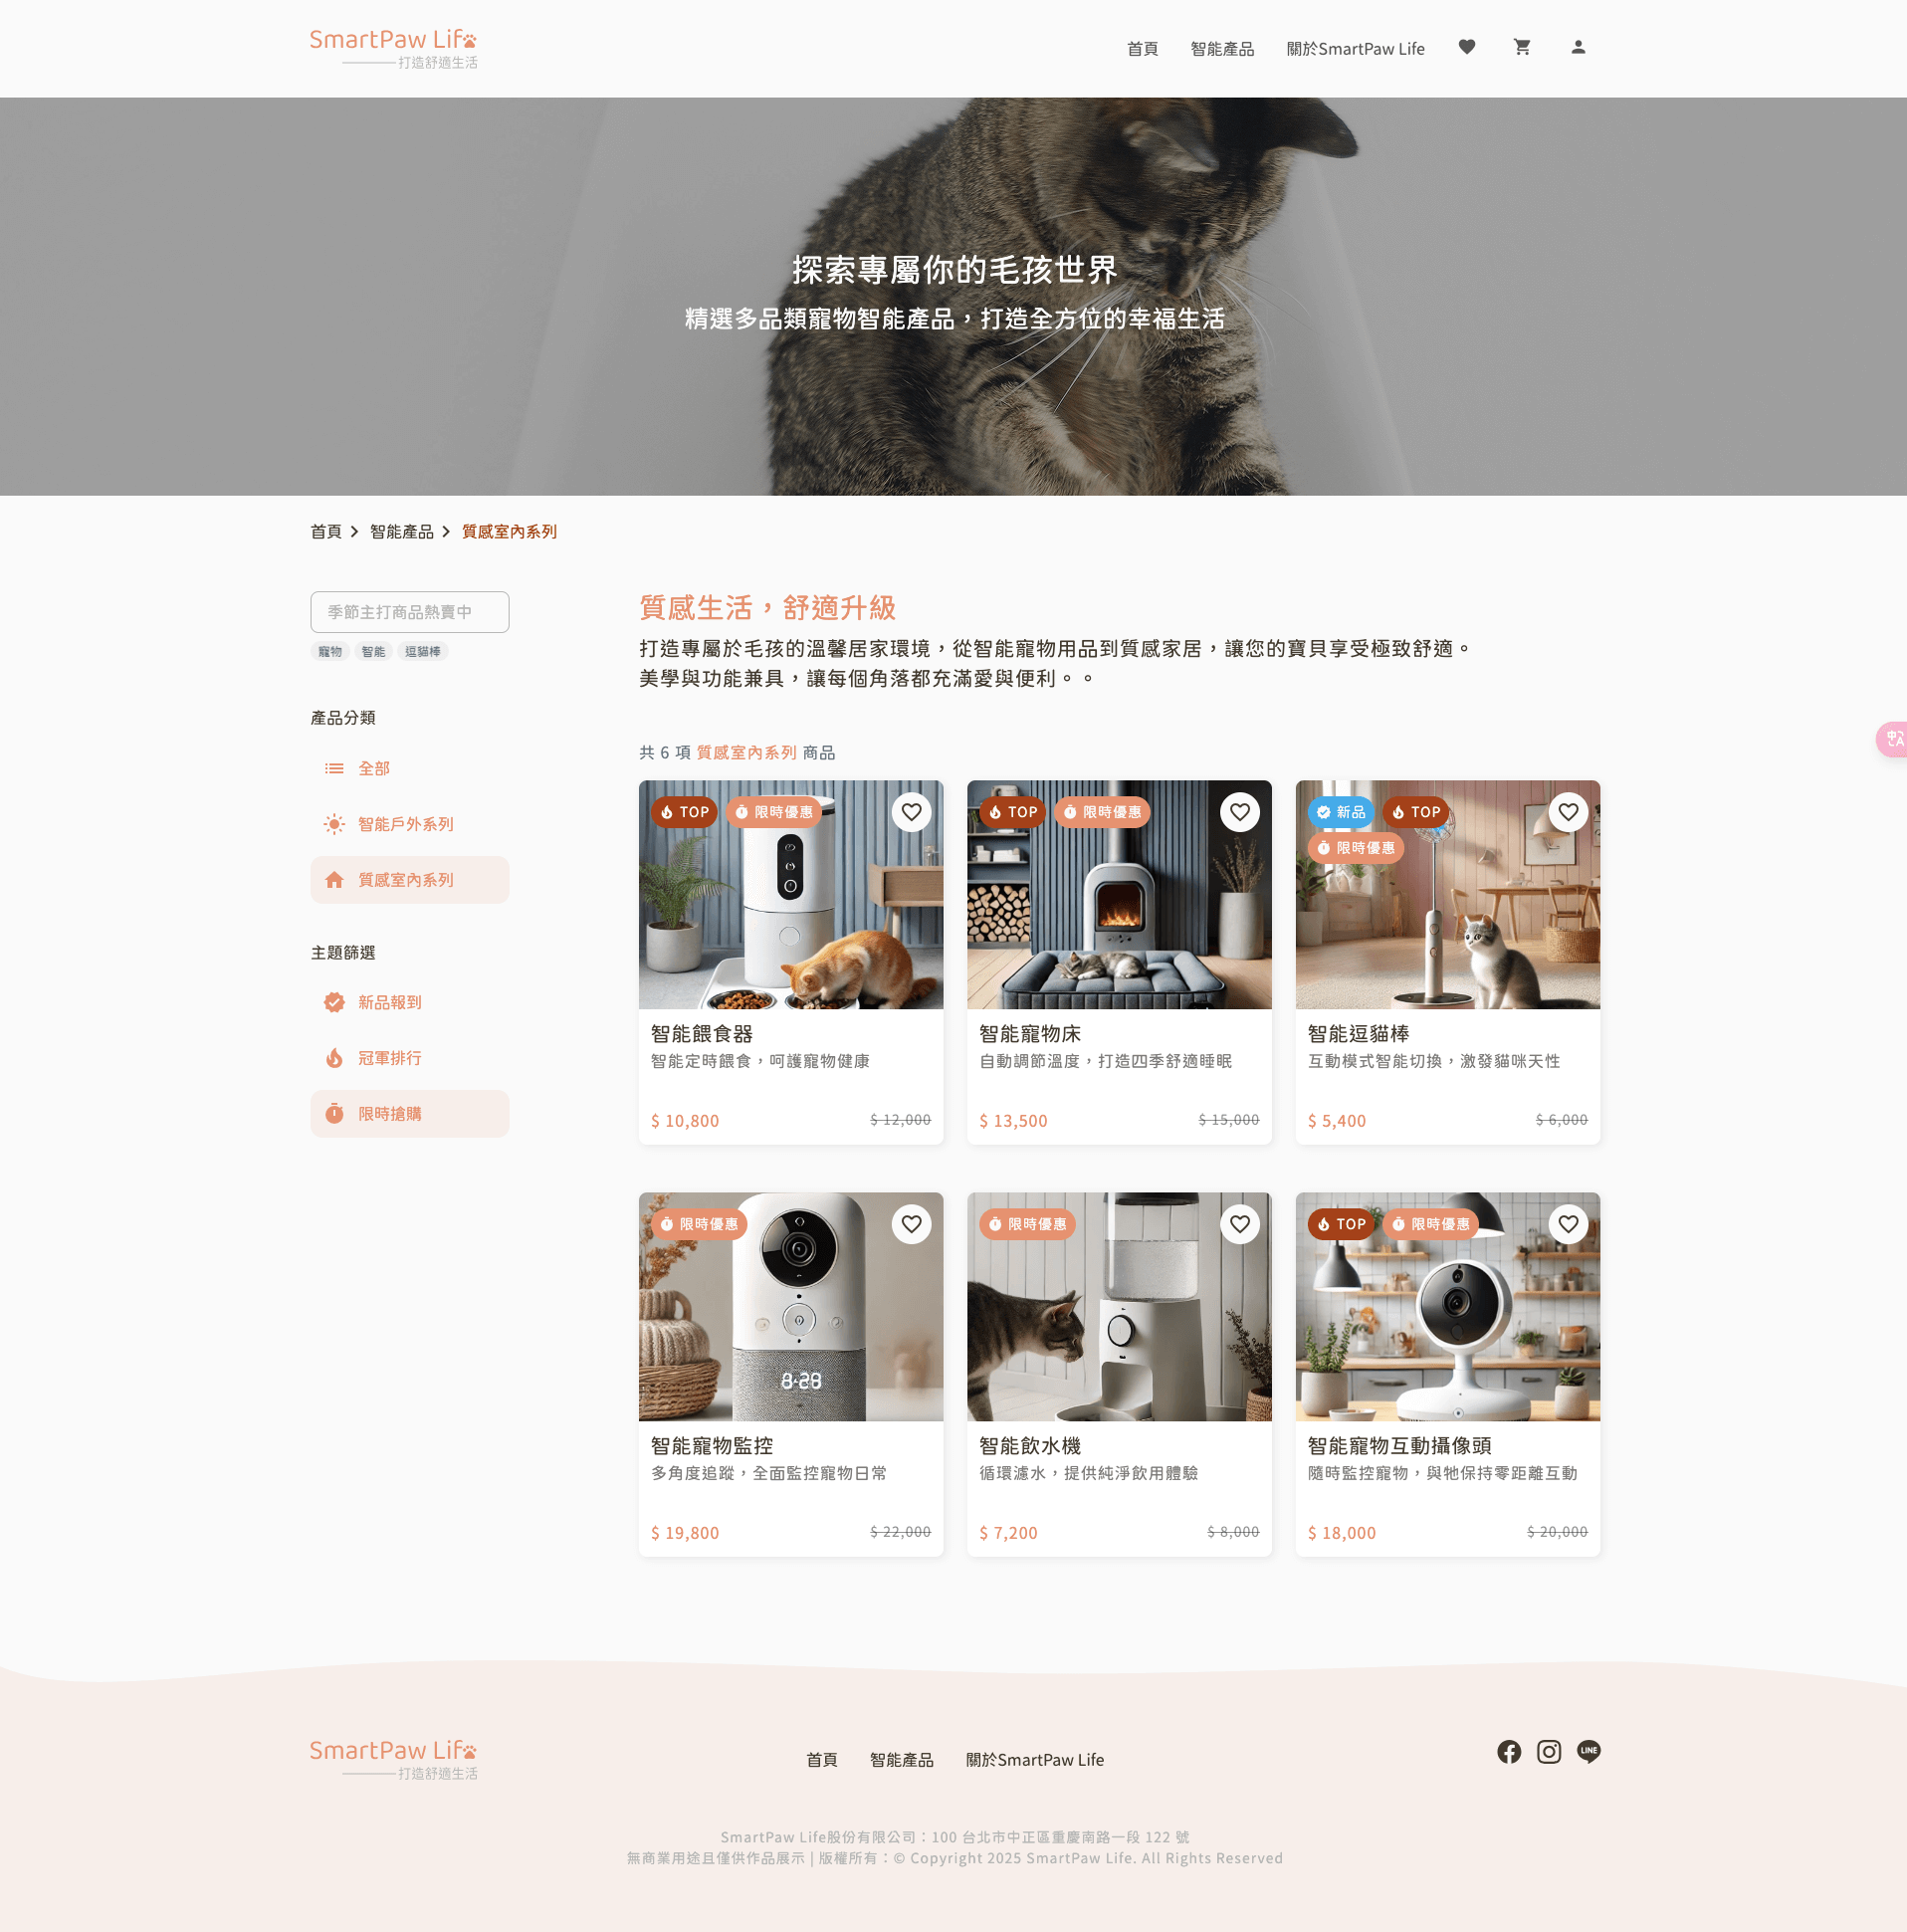 SmartPaw Life
打造舒適生活
首頁 智能產品 關於SmartPaw Life
探索專屬你的毛孩世界
精選多品類寵物智能產品，打造全方位的幸福生活
首頁 智能產品 質感室內系列
季節主打商品熱賣中
寵物 智能 逗貓棒
產品分類
全部
智能戶外系列
質感室內系列
主題篩選
新品報到
冠軍排行
限時搶購
質感生活，舒適升級
打造專屬於毛孩的溫馨居家環境，從智能寵物用品到質感家居，讓您的寶貝享受極致舒適。
美學與功能兼具，讓每個角落都充滿愛與便利。。
共 6 項 質感室內系列 商品
TOP 限時優惠
智能餵食器
智能定時餵食，呵護寵物健康
$ 10,800 $ 12,000
TOP 限時優惠
智能寵物床
自動調節溫度，打造四季舒適睡眠
$ 13,500 $ 15,000
新品 TOP
限時優惠
智能逗貓棒
互動模式智能切換，激發貓咪天性
$ 5,400 $ 6,000
限時優惠
8:28
智能寵物監控
多角度追蹤，全面監控寵物日常
$ 19,800 $ 22,000
限時優惠
智能飲水機
循環濾水，提供純淨飲用體驗
$ 7,200 $ 8,000
TOP 限時優惠
智能寵物互動攝像頭
隨時監控寵物，與牠保持零距離互動
$ 18,000 $ 20,000
中
A
SmartPaw Life
打造舒適生活
首頁 智能產品 關於SmartPaw Life
LINE
SmartPaw Life股份有限公司：100 台北市中正區重慶南路一段 122 號
無商業用途且僅供作品展示 | 版權所有：© Copyright 2025 SmartPaw Life. All Rights Reserved